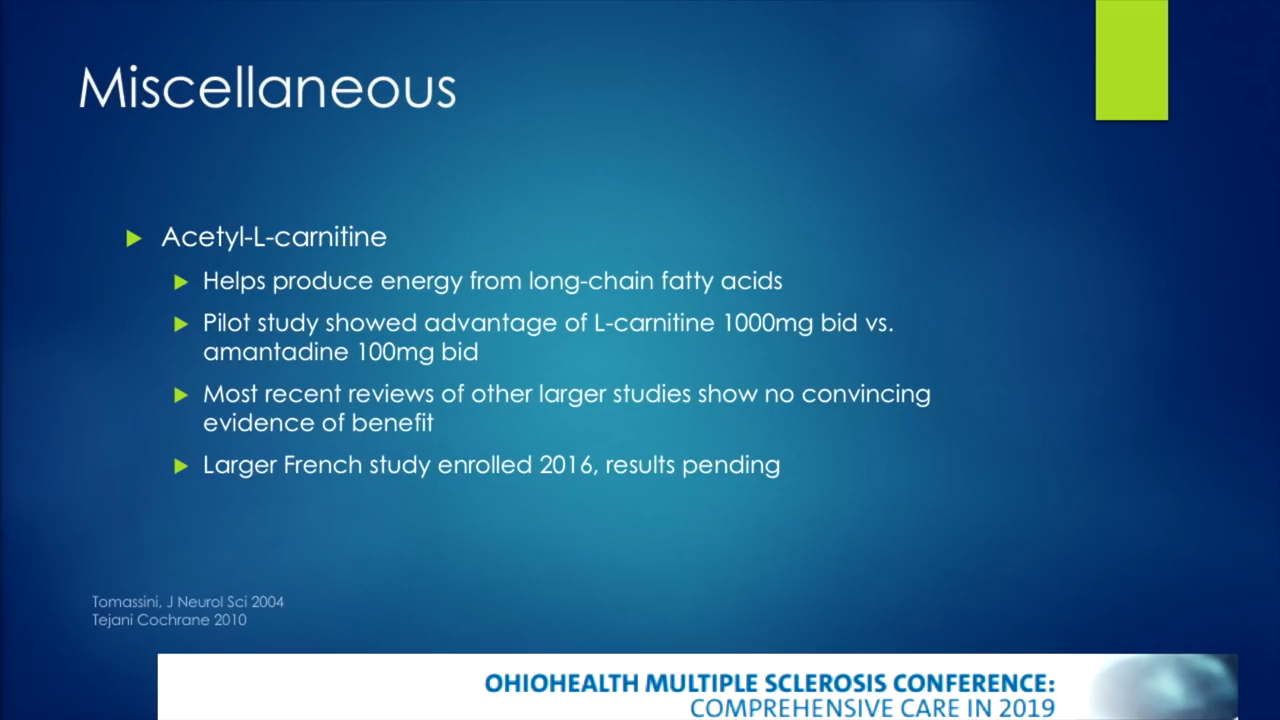 Miscellaneous
Acetyl-L-carnitine
Helps produce energy from long-chain fatty acids
Pilot study showed advantage of L-carnitine 1000mg bid vs.
amantadine 100mg bid
Most recent reviews of other larger studies show no convincing
evidence of benefit
Larger French study enrolled 2016, results pending
Tomassini, J Neurol Sci 2004
Tejani Cochrane 2010
OHIOHEALTH MULTIPLE SCLEROSIS CONFERENCE:
COMPREHENSIVE CARE IN 2019